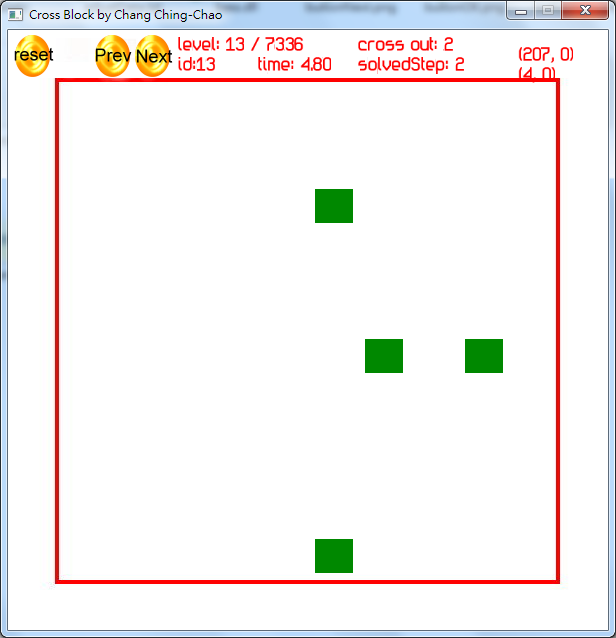 Cross Block by Chang Ching-Chao
reset
Prev
Next
level: 13 / 7336
cross out: 2
(207, 0)
id:13
time: 4.80
solvedStep: 2
(4, 0)